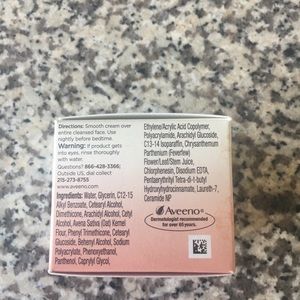 Directions: Smooth cream over
entire cleansed face. Use
nightly before bedtime.
Warning: If product gets
into eyes, rinse thoroughly
with water.
Questions? 866-428-3366;
Outside US, dial collect
215-273-8755
www.aveeno.com
Ingredients: Water, Glycerin, C12-15
Alkyl Benzoate, Cetearyl Alcohol,
Dimethicone, Arachidyl Alcohol, Cetyl
Alcohol, Avena Sativa (Oat) Kernel
Flour, Phenyl Trimethicone, Cetearyl
Glucoside, Behenyl Alcohol, Sodium
Polyacrylate, Phenoxyethanol,
Panthenol, Caprylyl Glycol,
Ethylene/Acrylic Acid Copolymer,
Polyacrylamide, Arachidyl Glucoside,
C13-14 Isoparaffin, Chrysanthemum
Parthenium (Feverfew)
Flower/Leaf/Stem Juice,
Chlorphenesin, Disodium EDTA,
Pentaerythrityl Tetra-di-t-butyl
Hydroxyhydrocinnamate, Laureth-7,
Ceramide NP
Aveeno®
Dermatologist recommended
for over 65 years.